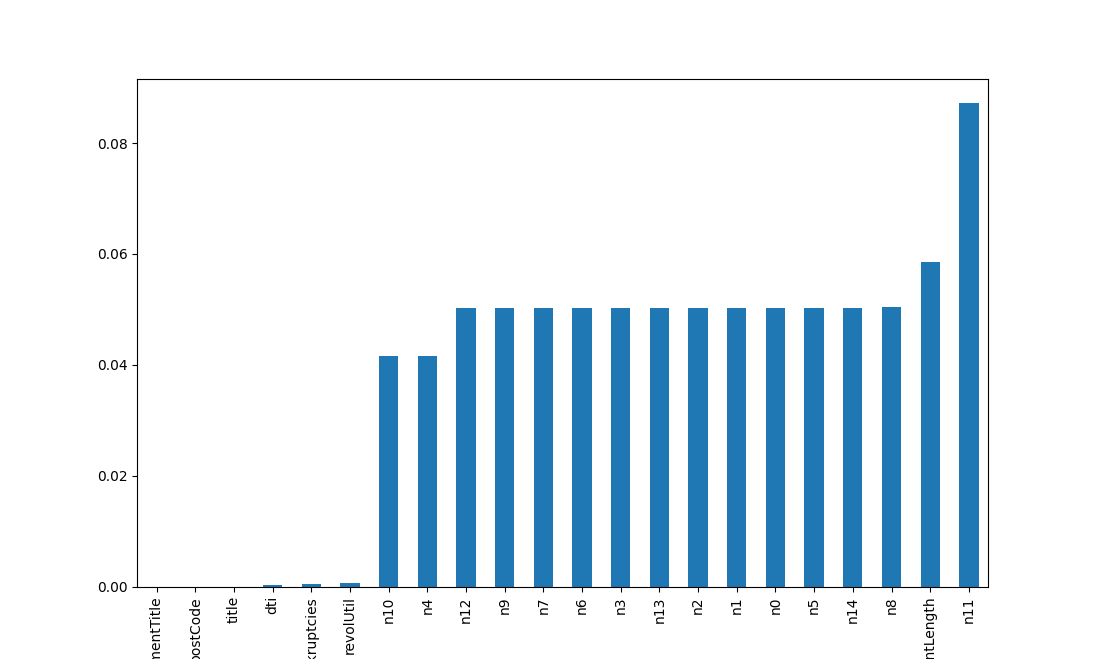 0.08
0.06
0.04
0.02
0.00
mentTitle
postCode
title
dti
kruptcies
revolUtil
n10
n4
n12
n9
n7
n6
n3
n13
n2
n1
n0
n5
n14
n8
ntLength
n11